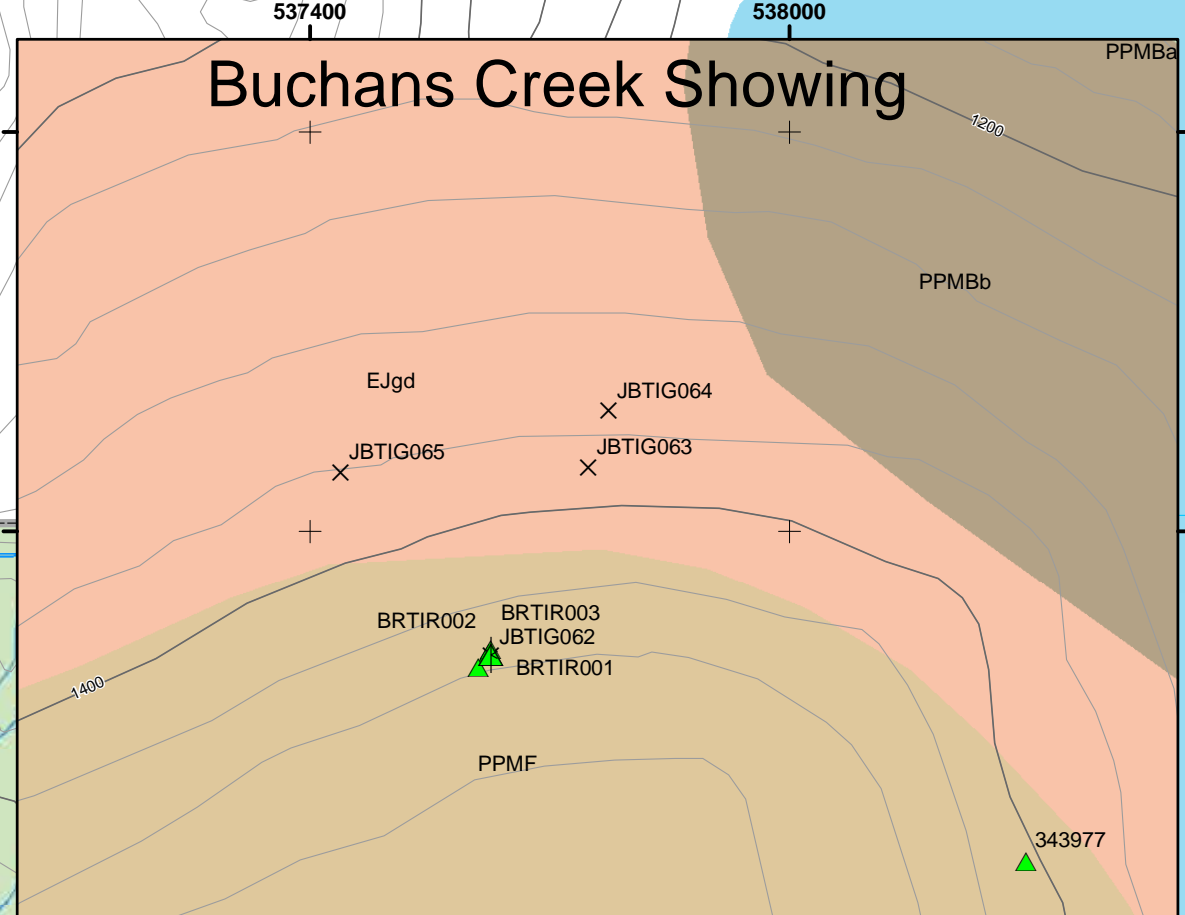 537400
538000
PPMBa
Buchans Creek Showing
1200
PPMBb
EJgd
JBTIG064
JBTIG063
JBTIG065
BRTIR003
BRTIR002
JBTIG062
BRTIR001
1400
PPMF
343977